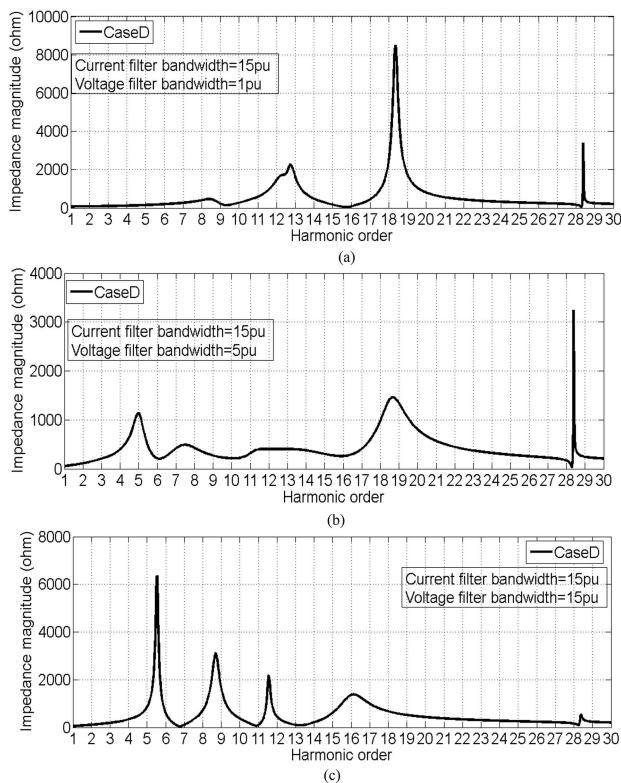 10000
8000
6000
4000
2000
0
Impedance magnitude (ohm)
CaseD
Current filter bandwidth=15pu
Voltage filter bandwidth=1pu
1 2 3 4 5 6 7 8 9 10 11 12 13 14 15 16 17 18 19 20 21 22 23 24 25 26 27 28 29 30
Harmonic order
(a)
4000
3000
2000
1000
0
Impedance magnitude (ohm)
CaseD
Current filter bandwidth=15pu
Voltage filter bandwidth=5pu
1 2 3 4 5 6 7 8 9 10 11 12 13 14 15 16 17 18 19 20 21 22 23 24 25 26 27 28 29 30
Harmonic order
(b)
8000
6000
4000
2000
0
Impedance magnitude (ohm)
CaseD
Current filter bandwidth=15pu
Voltage filter bandwidth=15pu
1 2 3 4 5 6 7 8 9 10 11 12 13 14 15 16 17 18 19 20 21 22 23 24 25 26 27 28 29 30
Harmonic order
(c)